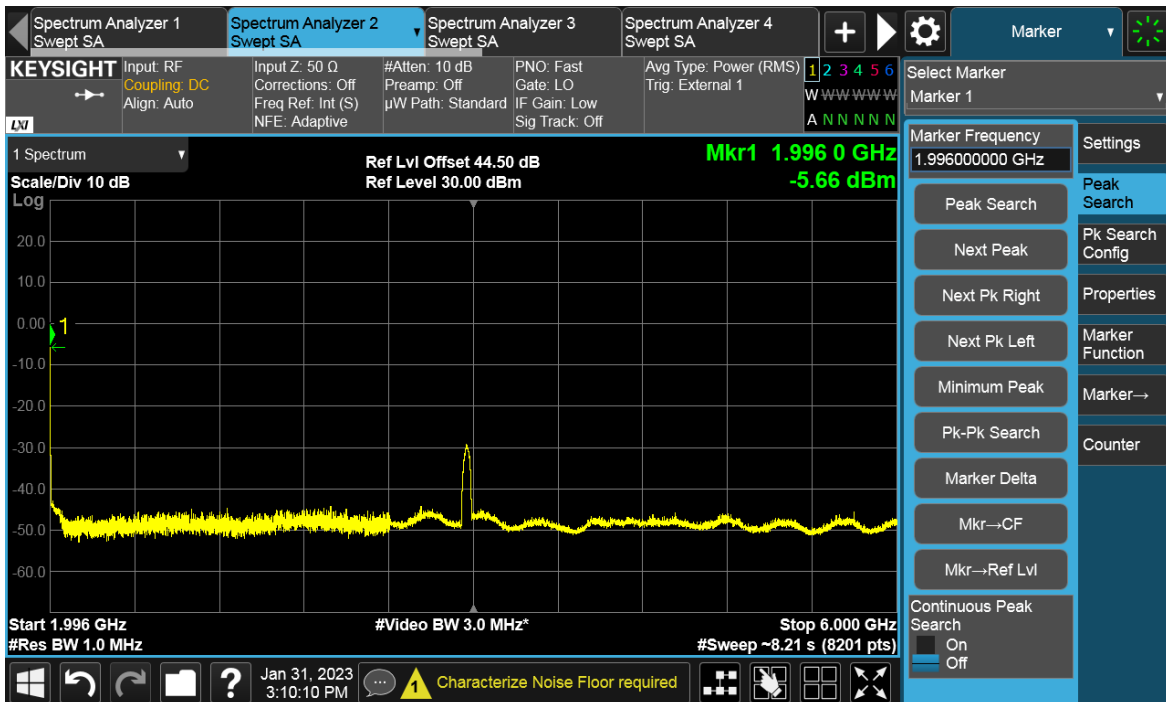 Spectrum Analyzer 1
Swept SA
Spectrum Analyzer 2
Swept SA
Spectrum Analyzer 3
Swept SA
Spectrum Analyzer 4
Swept SA
+
Marker
KEYSIGHT
LXI
Input: RF
Coupling: DC
Align: Auto
Input Z: 50 Ω
Corrections: Off
Freq Ref: Int (S)
NFE: Adaptive
#Atten: 10 dB
Preamp: Off
µW Path: Standard
PNO: Fast
Gate: LO
IF Gain: Low
Sig Track: Off
Avg Type: Power (RMS)
Trig: External 1
1 2 3 4 5 6
W W W W W W
A N N N N N
Select Marker
Marker 1
1 Spectrum
Scale/Div 10 dB
Log
Ref Lvl Offset 44.50 dB
Ref Level 30.00 dBm
Mkr1 1.996 0 GHz
-5.66 dBm
20.0
10.0
0.00
-10.0
-20.0
-30.0
-40.0
-50.0
-60.0
1
Start 1.996 GHz
#Res BW 1.0 MHz
#Video BW 3.0 MHz*
Stop 6.000 GHz
#Sweep ~8.21 s (8201 pts)
Marker Frequency
1.996000000 GHz
Peak Search
Next Peak
Next Pk Right
Next Pk Left
Minimum Peak
Pk-Pk Search
Marker Delta
Mkr→CF
Mkr→Ref Lvl
Continuous Peak
Search
On
Off
Settings
Peak
Search
Pk Search
Config
Properties
Marker
Function
Marker→
Counter
?
Jan 31, 2023
3:10:10 PM
1
Characterize Noise Floor required